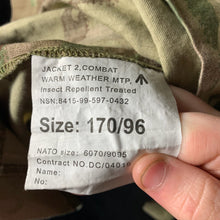 JACKET 2, COMBAT
WARM WEATHER MTP,
Insect Repellent Treated
NSN:8415-99-597-0432
Size: 170/96
NATO size: 6070/9095
Contract NO.DC/0401
Name:
No: